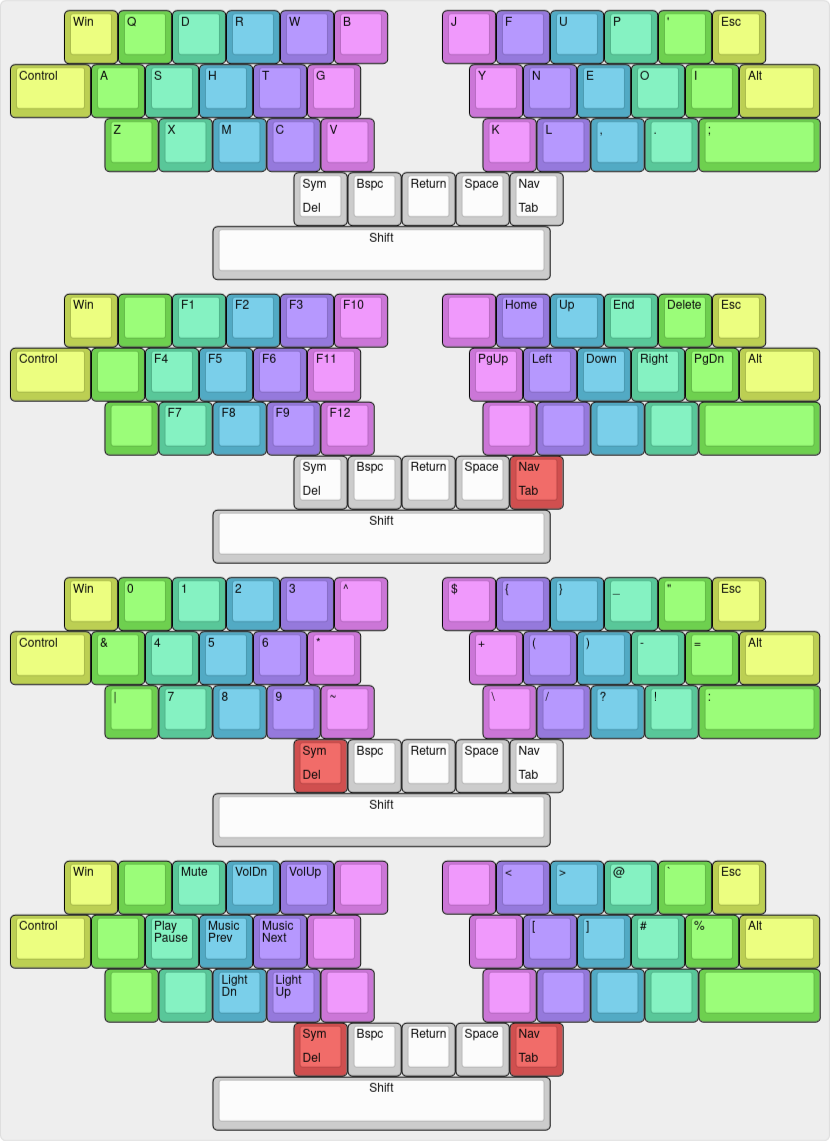 Win Q D R W B J F U P ' Esc
Control A S H T G Y N E O I Alt
Z X M C V K L , . ;
Sym Bspc Return Space Nav
Del Tab
Shift
Win F1 F2 F3 F10 Home Up End Delete Esc
Control F4 F5 F6 F11 PgUp Left Down Right PgDn Alt
F7 F8 F9 F12
Sym Bspc Return Space Nav
Del Tab
Shift
Win 0 1 2 3 ^ $ { } _ " Esc
Control & 4 5 6 * + ( ) - = Alt
| 7 8 9 ~ \ / ? ! :
Sym Bspc Return Space Nav
Del Tab
Shift
Win Mute VolDn VolUp < > @ ` Esc
Control Play Music Music [ ] # % Alt
Pause Prev Next
Light Light
Dn Up
Sym Bspc Return Space Nav
Del Tab
Shift